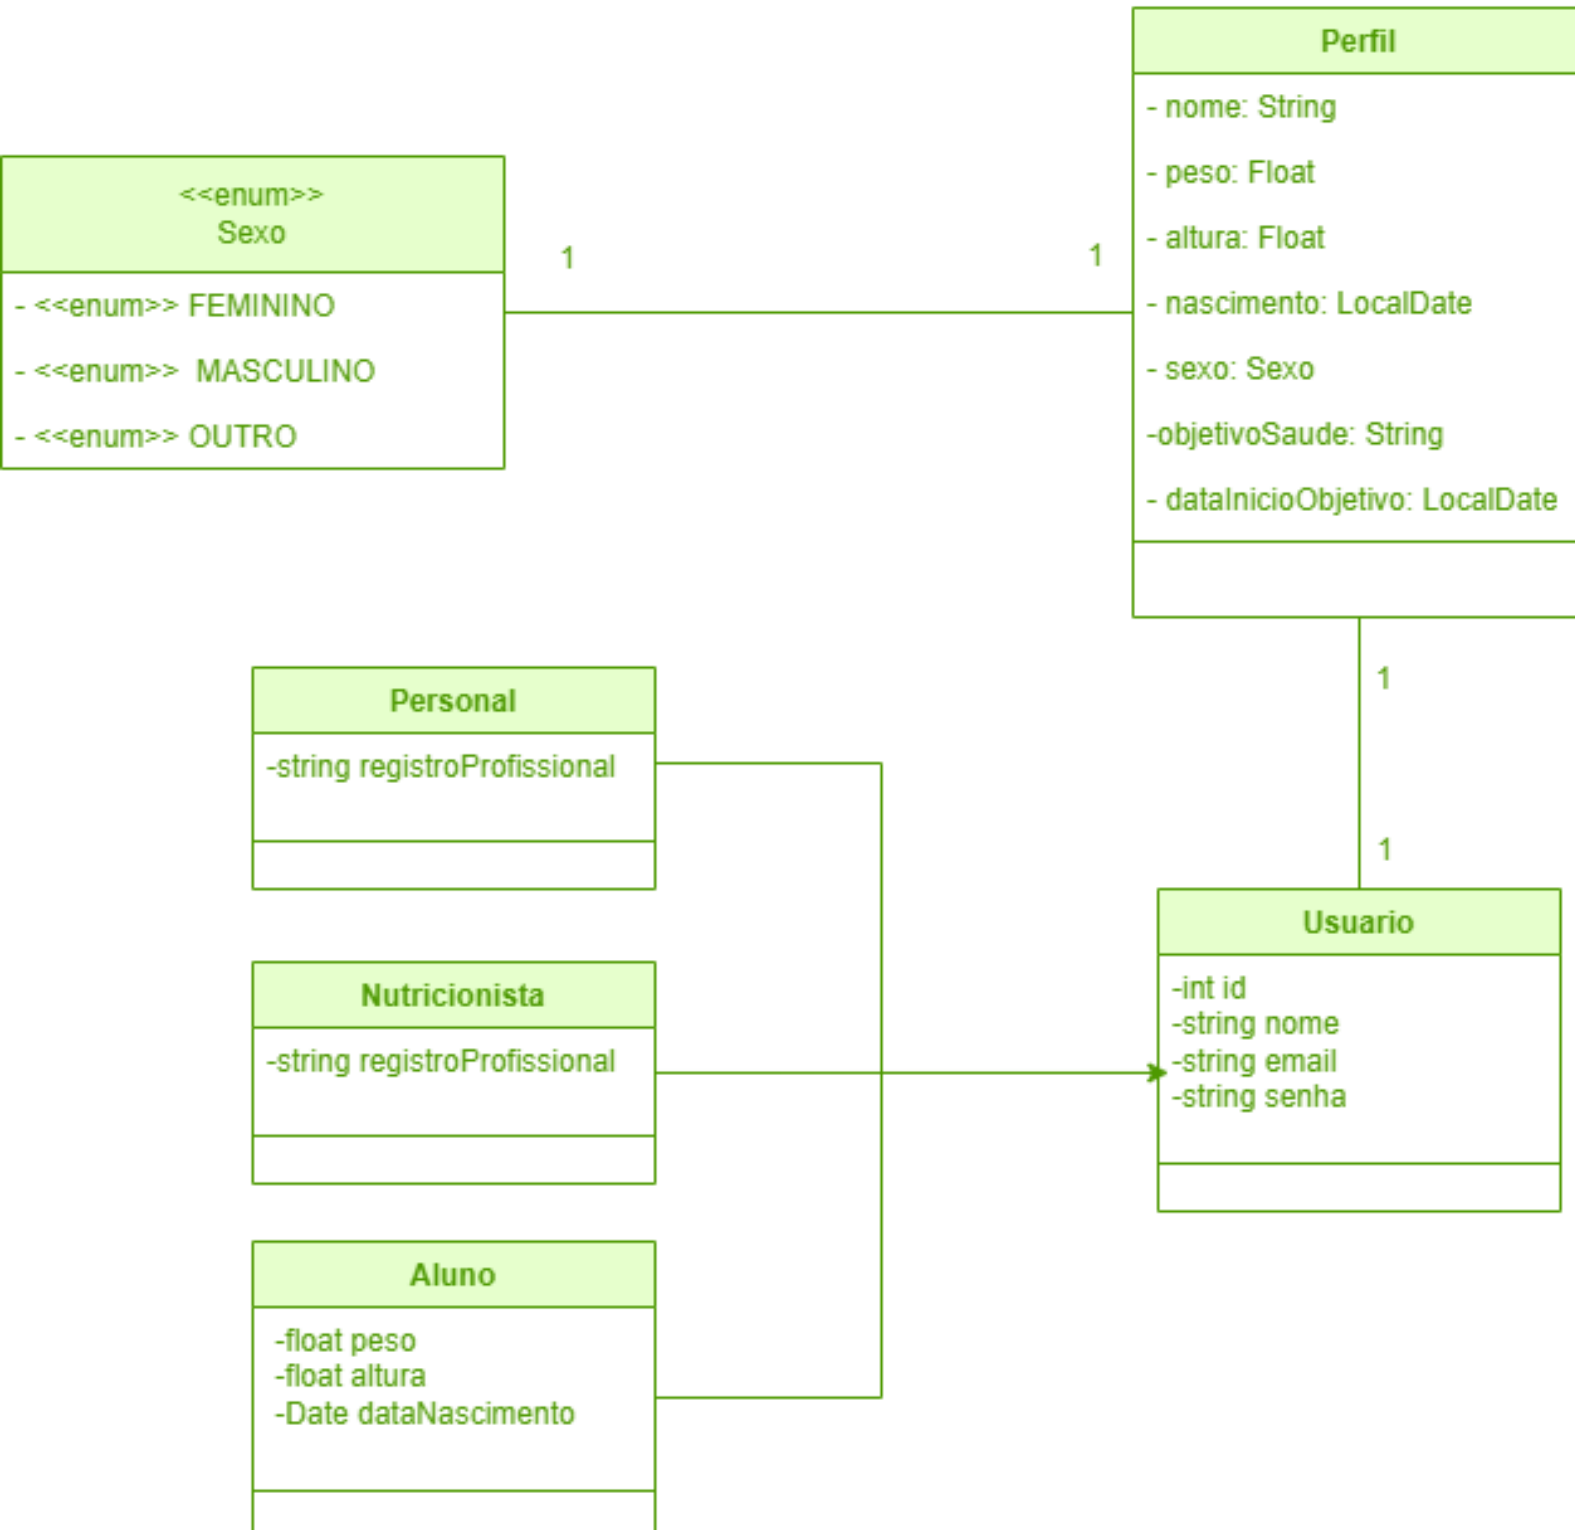 Perfil
- nome: String
- peso: Float
- altura: Float
- nascimento: LocalDate
- sexo: Sexo
-objetivoSaude: String
- dataInicioObjetivo: LocalDate
<<enum>>
Sexo
- <<enum>> FEMININO
- <<enum>>  MASCULINO
- <<enum>> OUTRO
1
1
1
1
Personal
-string registroProfissional
Nutricionista
-string registroProfissional
Aluno
-float peso
-float altura
-Date dataNascimento
Usuario
-int id
-string nome
-string email
-string senha